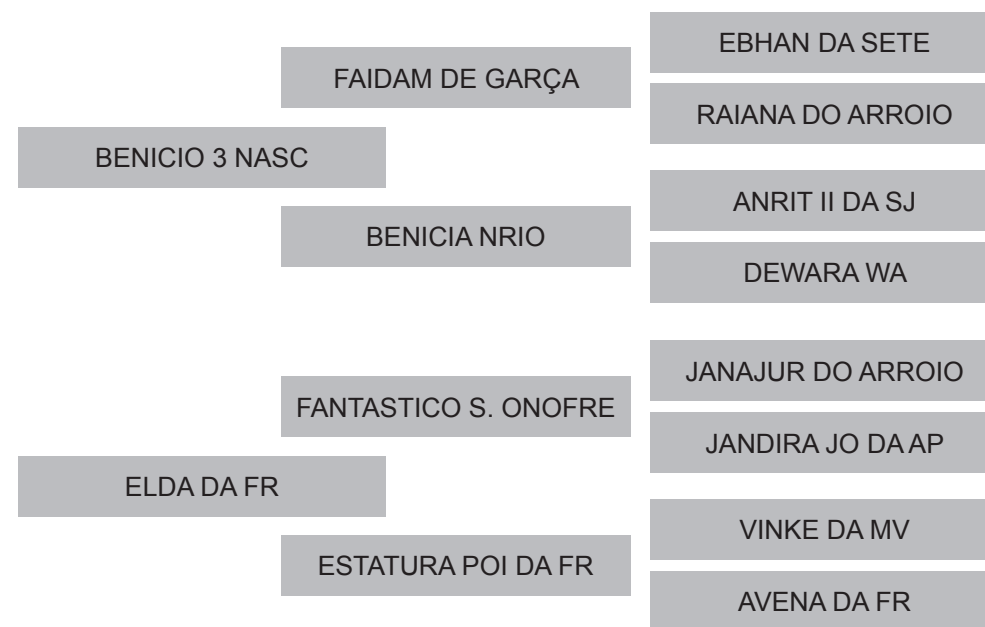 EBHAN DA SETE
FAIDAM DE GARÇA
RAIANA DO ARROIO
BENICIO 3 NASC
ANRIT II DA SJ
BENICIA NRIO
DEWARA WA
JANAJUR DO ARROIO
FANTASTICO S. ONOFRE
JANDIRA JO DA AP
ELDA DA FR
VINKE DA MV
ESTATURA POI DA FR
AVENA DA FR